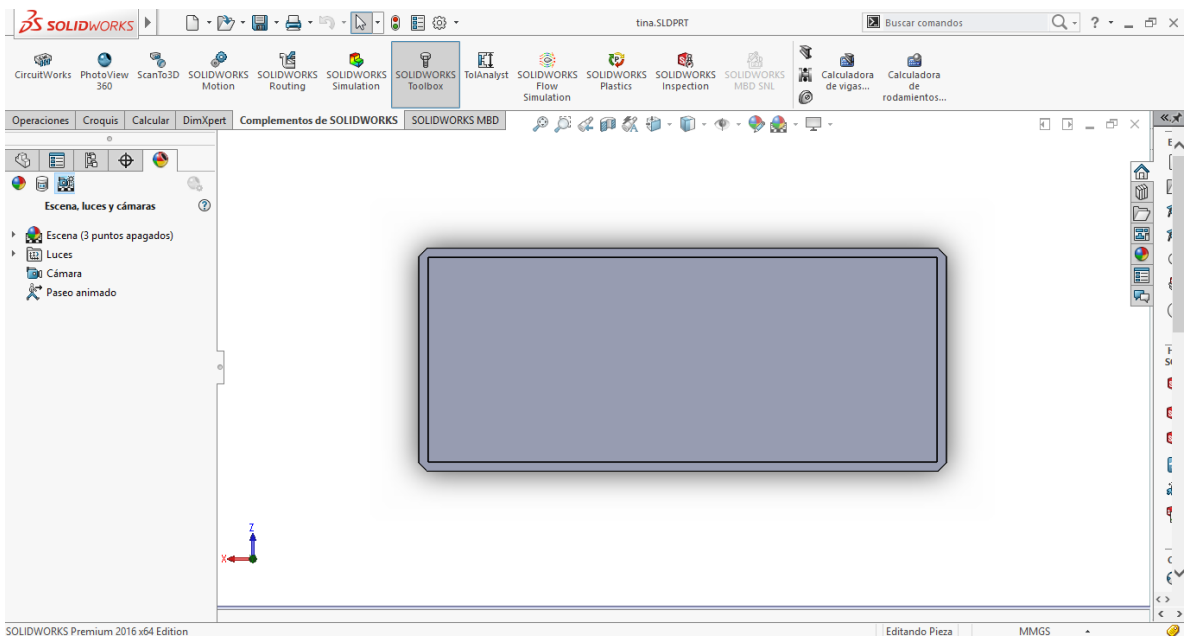 SOLIDWORKS
tina.SLDPRT
Buscar comandos
CircuitWorks
PhotoView 360
ScanTo3D
SOLIDWORKS Motion
SOLIDWORKS Routing
SOLIDWORKS Simulation
SOLIDWORKS Toolbox
TolAnalyst
SOLIDWORKS Flow Simulation
SOLIDWORKS Plastics
SOLIDWORKS Inspection
SOLIDWORKS MBD SNL
Calculadora de vigas...
Calculadora de rodamientos...
Operaciones Croquis Calcular DimXpert Complementos de SOLIDWORKS SOLIDWORKS MBD
Escena, luces y cámaras
Escena (3 puntos apagados)
Luces
Cámara
Paseo animado
Z
X
SOLIDWORKS Premium 2016 x64 Edition Editando Pieza MMGS